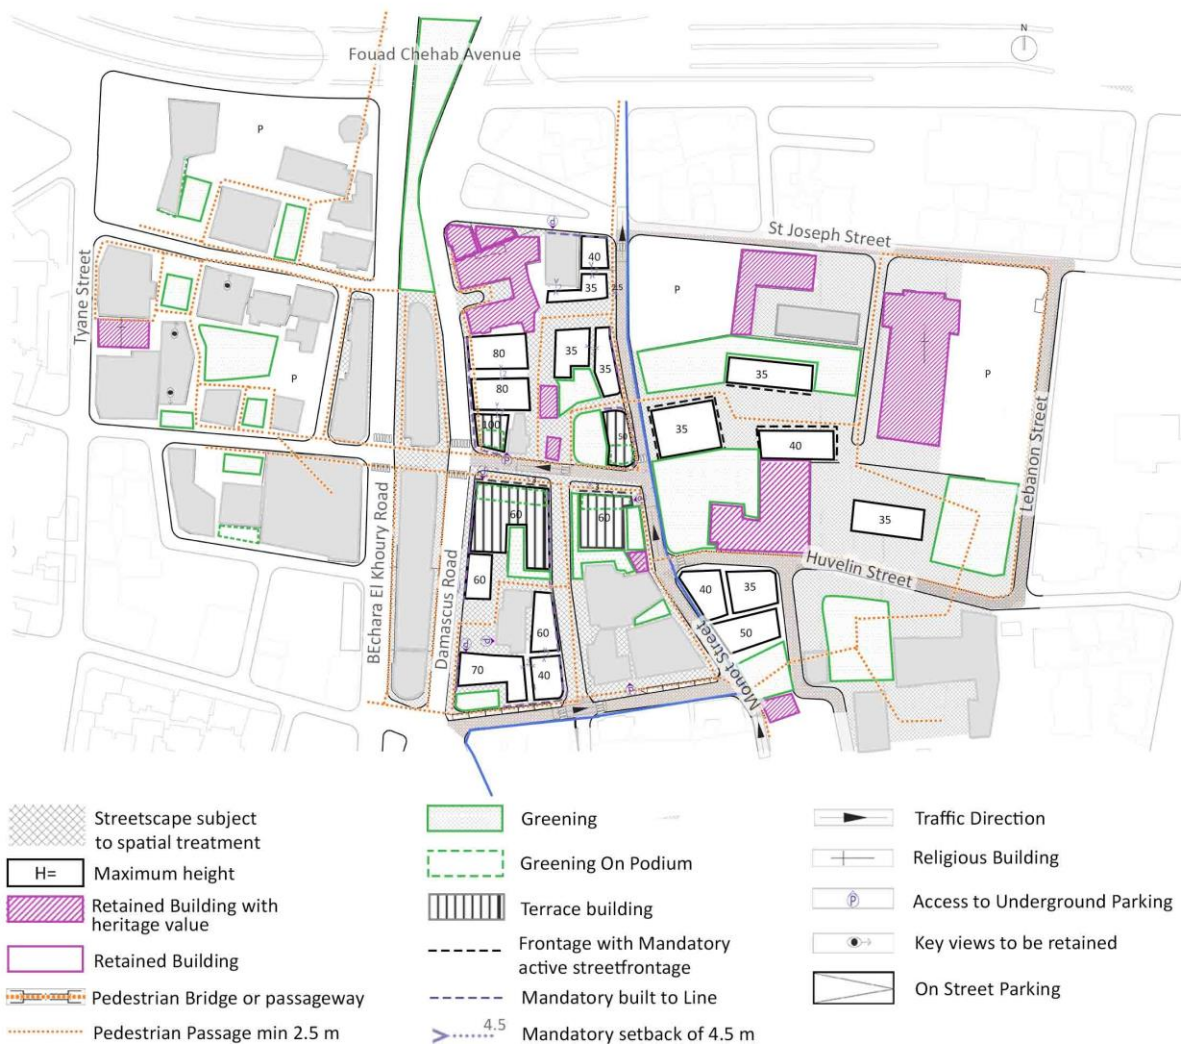 Fouad Chehab Avenue
N
P
St Joseph Street
40
35
2.5
P
Tyane Street
80
35
35
80
35
P
P
100
50
35
40
60
60
35
Lebanon Street
BEchara El Khoury Road
Damascus Road
60
Huvelin Street
40
35
60
50
70
40
Monot Street
Streetscape subject
to spatial treatment
H=
Maximum height
Retained Building with
heritage value
Retained Building
Pedestrian Bridge or passageway
Pedestrian Passage min 2.5 m
Greening
Greening On Podium
Terrace building
Frontage with Mandatory
active streetfrontage
Mandatory built to Line
4.5
Mandatory setback of 4.5 m
Traffic Direction
Religious Building
P
Access to Underground Parking
Key views to be retained
On Street Parking